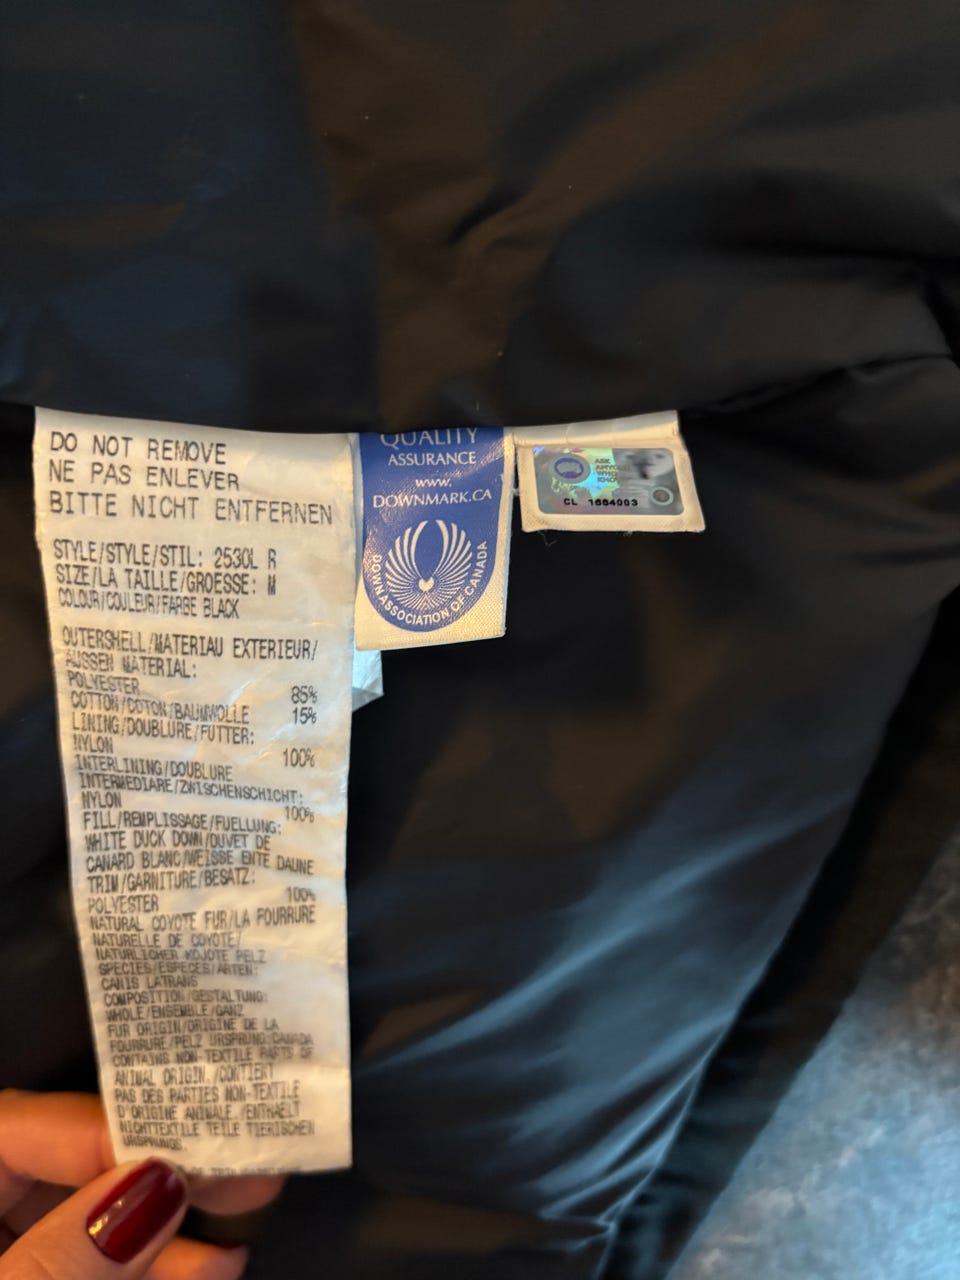 DO NOT REMOVE
NE PAS ENLEVER
BITTE NICHT ENTFERNEN
STYLE/STYLE/STIL: 2530L R
SIZE/LA TAILLE/GROESSE: M
COLOUR/COULEUR/FARBE BLACK
OUTERSHELL/MATERIAU EXTERIEUR/
AUSSEN MATERIAL:
POLYESTER 85%
COTTON/COTON/BAUMWOLLE 15%
LINING/DOUBLURE/FUTTER:
NYLON 100%
INTERLINING/DOUBLURE
INTERMEDIARE/ZWISCHENSCHICHT:
NYLON 100%
FILL/REMPLISSAGE/FUELLUNG:
WHITE DUCK DOWN/DUVET DE
CANARD BLANC/WEISSE ENTE DAUNE
TRIM/GARNITURE/BESATZ:
POLYESTER 100%
NATURAL COYOTE FUR/LA FOURRURE
NATURELLE DE COYOTE/
NATURLICHER KOJOTE PELZ
SPECIES/ESPECES/ARTEN:
CANIS LATRANS
COMPOSITION/GESTALTUNG:
WHOLE/ENSEMBLE/GANZ
FUR ORIGIN/ORIGINE DE LA
FOURRURE/PELZ URSPRUNG:CANADA
CONTAINS NON-TEXTILE PARTS OF
ANIMAL ORIGIN./CONTIENT
PAS DES PARTIES NON-TEXTILE
D'ORIGINE ANIMALE./ENTHAELT
NICHTTEXTILE TEILE TIERISCHEN
URSPRUNGS.
QUALITY
ASSURANCE
www.
DOWNMARK.CA
DOWN ASSOCIATION OF CANADA
ASK
CL 1664003